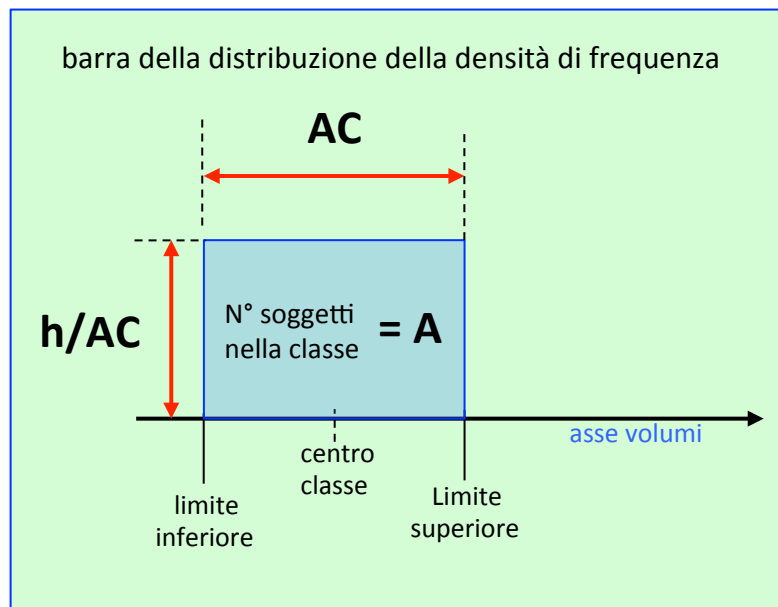 barra della distribuzione della densità di frequenza
AC
h/AC
N° soggetti
nella classe
= A
asse volumi
centro
classe
limite
inferiore
Limite
superiore